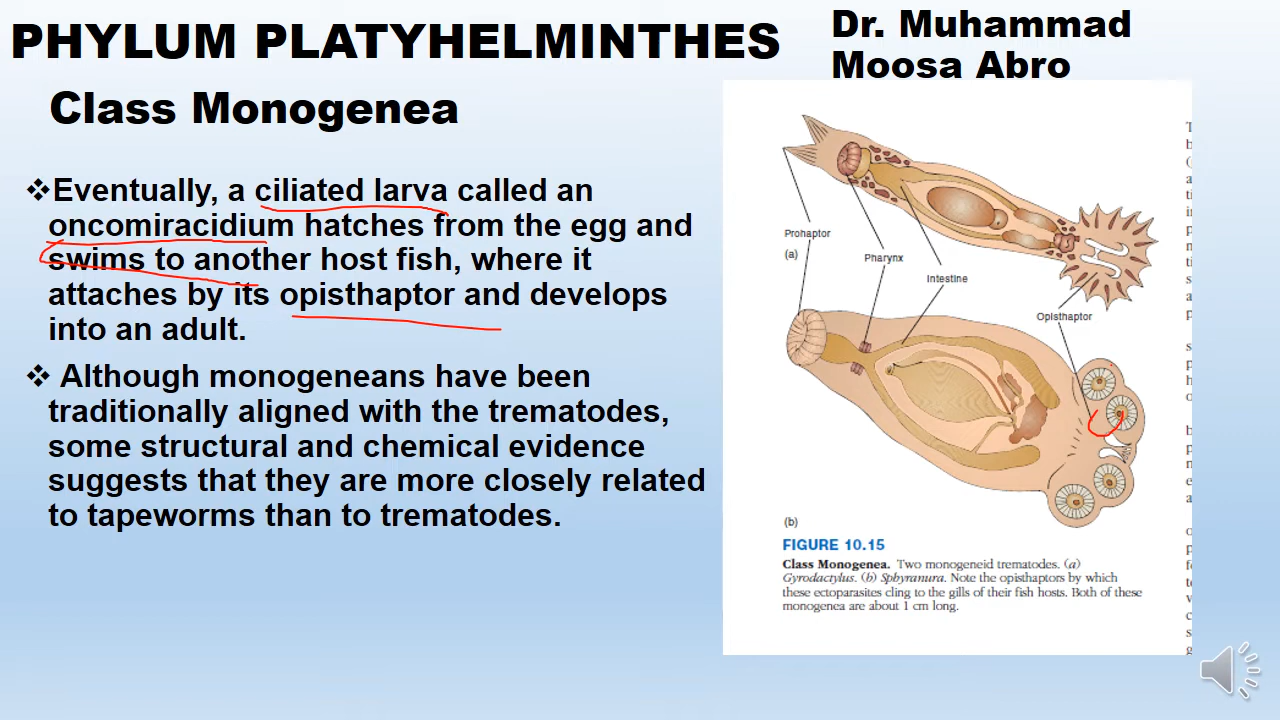 PHYLUM PLATYHELMINTHES
Dr. Muhammad
Moosa Abro
Class Monogenea
❖Eventually, a ciliated larva called an
oncomiracidium hatches from the egg and
swims to another host fish, where it
attaches by its opisthaptor and develops
into an adult.
❖ Although monogeneans have been
traditionally aligned with the trematodes,
some structural and chemical evidence
suggests that they are more closely related
to tapeworms than to trematodes.
Prohaptor
(a)
Pharynx
Intestine
Opisthaptor
(b)
FIGURE 10.15
Class Monogenea. Two monogeneid trematodes. (a)
Gyrodactylus. (b) Sphyranura. Note the opisthaptors by which
these ectoparasites cling to the gills of their fish hosts. Both of these
monogenea are about 1 cm long.